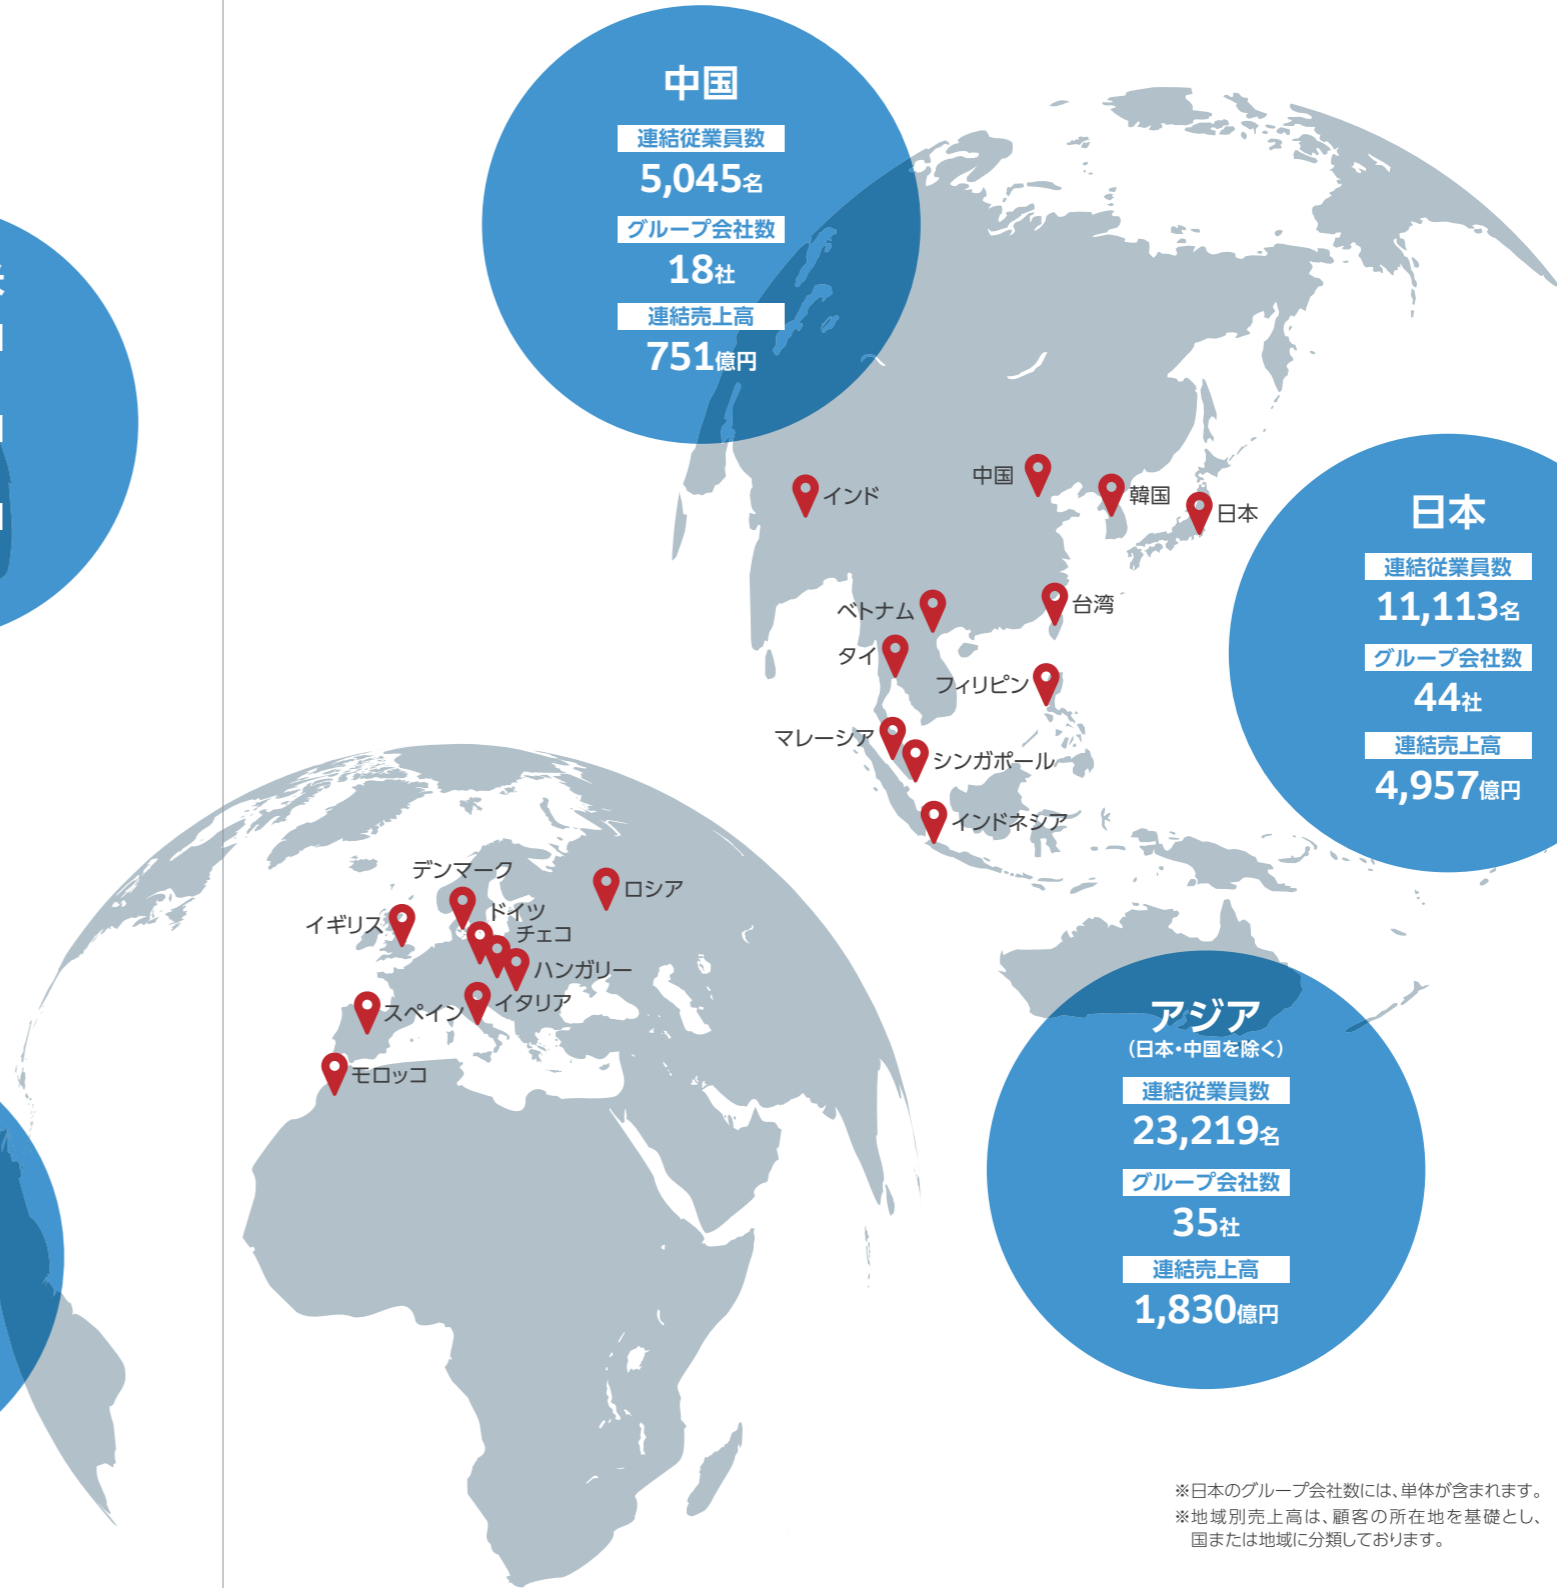 中国
連結従業員数
5,045名
グループ会社数
18社
連結売上高
751億円
インド
中国
韓国
日本
ベトナム
台湾
タイ
フィリピン
マレーシア
シンガポール
インドネシア
日本
連結従業員数
11,113名
グループ会社数
44社
連結売上高
4,957億円
デンマーク
ロシア
イギリス
ドイツ
チェコ
ハンガリー
スペイン
イタリア
モロッコ
アジア
(日本・中国を除く)
連結従業員数
23,219名
グループ会社数
35社
連結売上高
1,830億円
※日本のグループ会社数には、単体が含まれます。
※地域別売上高は、顧客の所在地を基礎とし、
国または地域に分類しております。